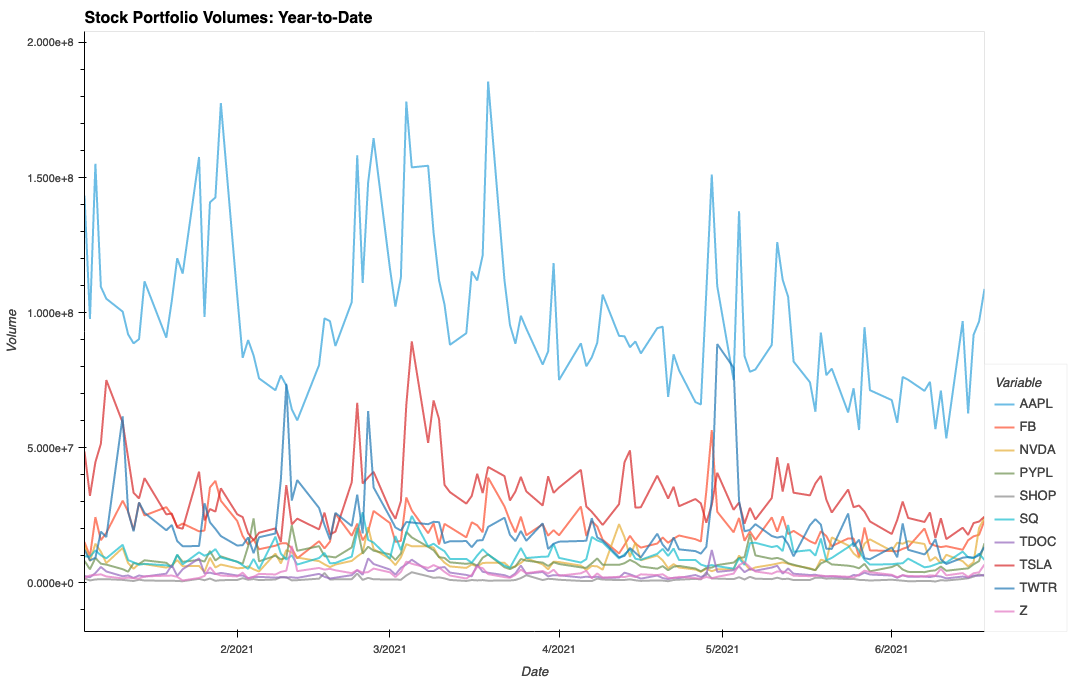 Stock Portfolio Volumes: Year-to-Date
2.000e+8
1.500e+8
1.000e+8
5.000e+7
0.000e+0
Volume
2/2021
3/2021
4/2021
5/2021
6/2021
Date
Variable
AAPL
FB
NVDA
PYPL
SHOP
SQ
TDOC
TSLA
TWTR
Z